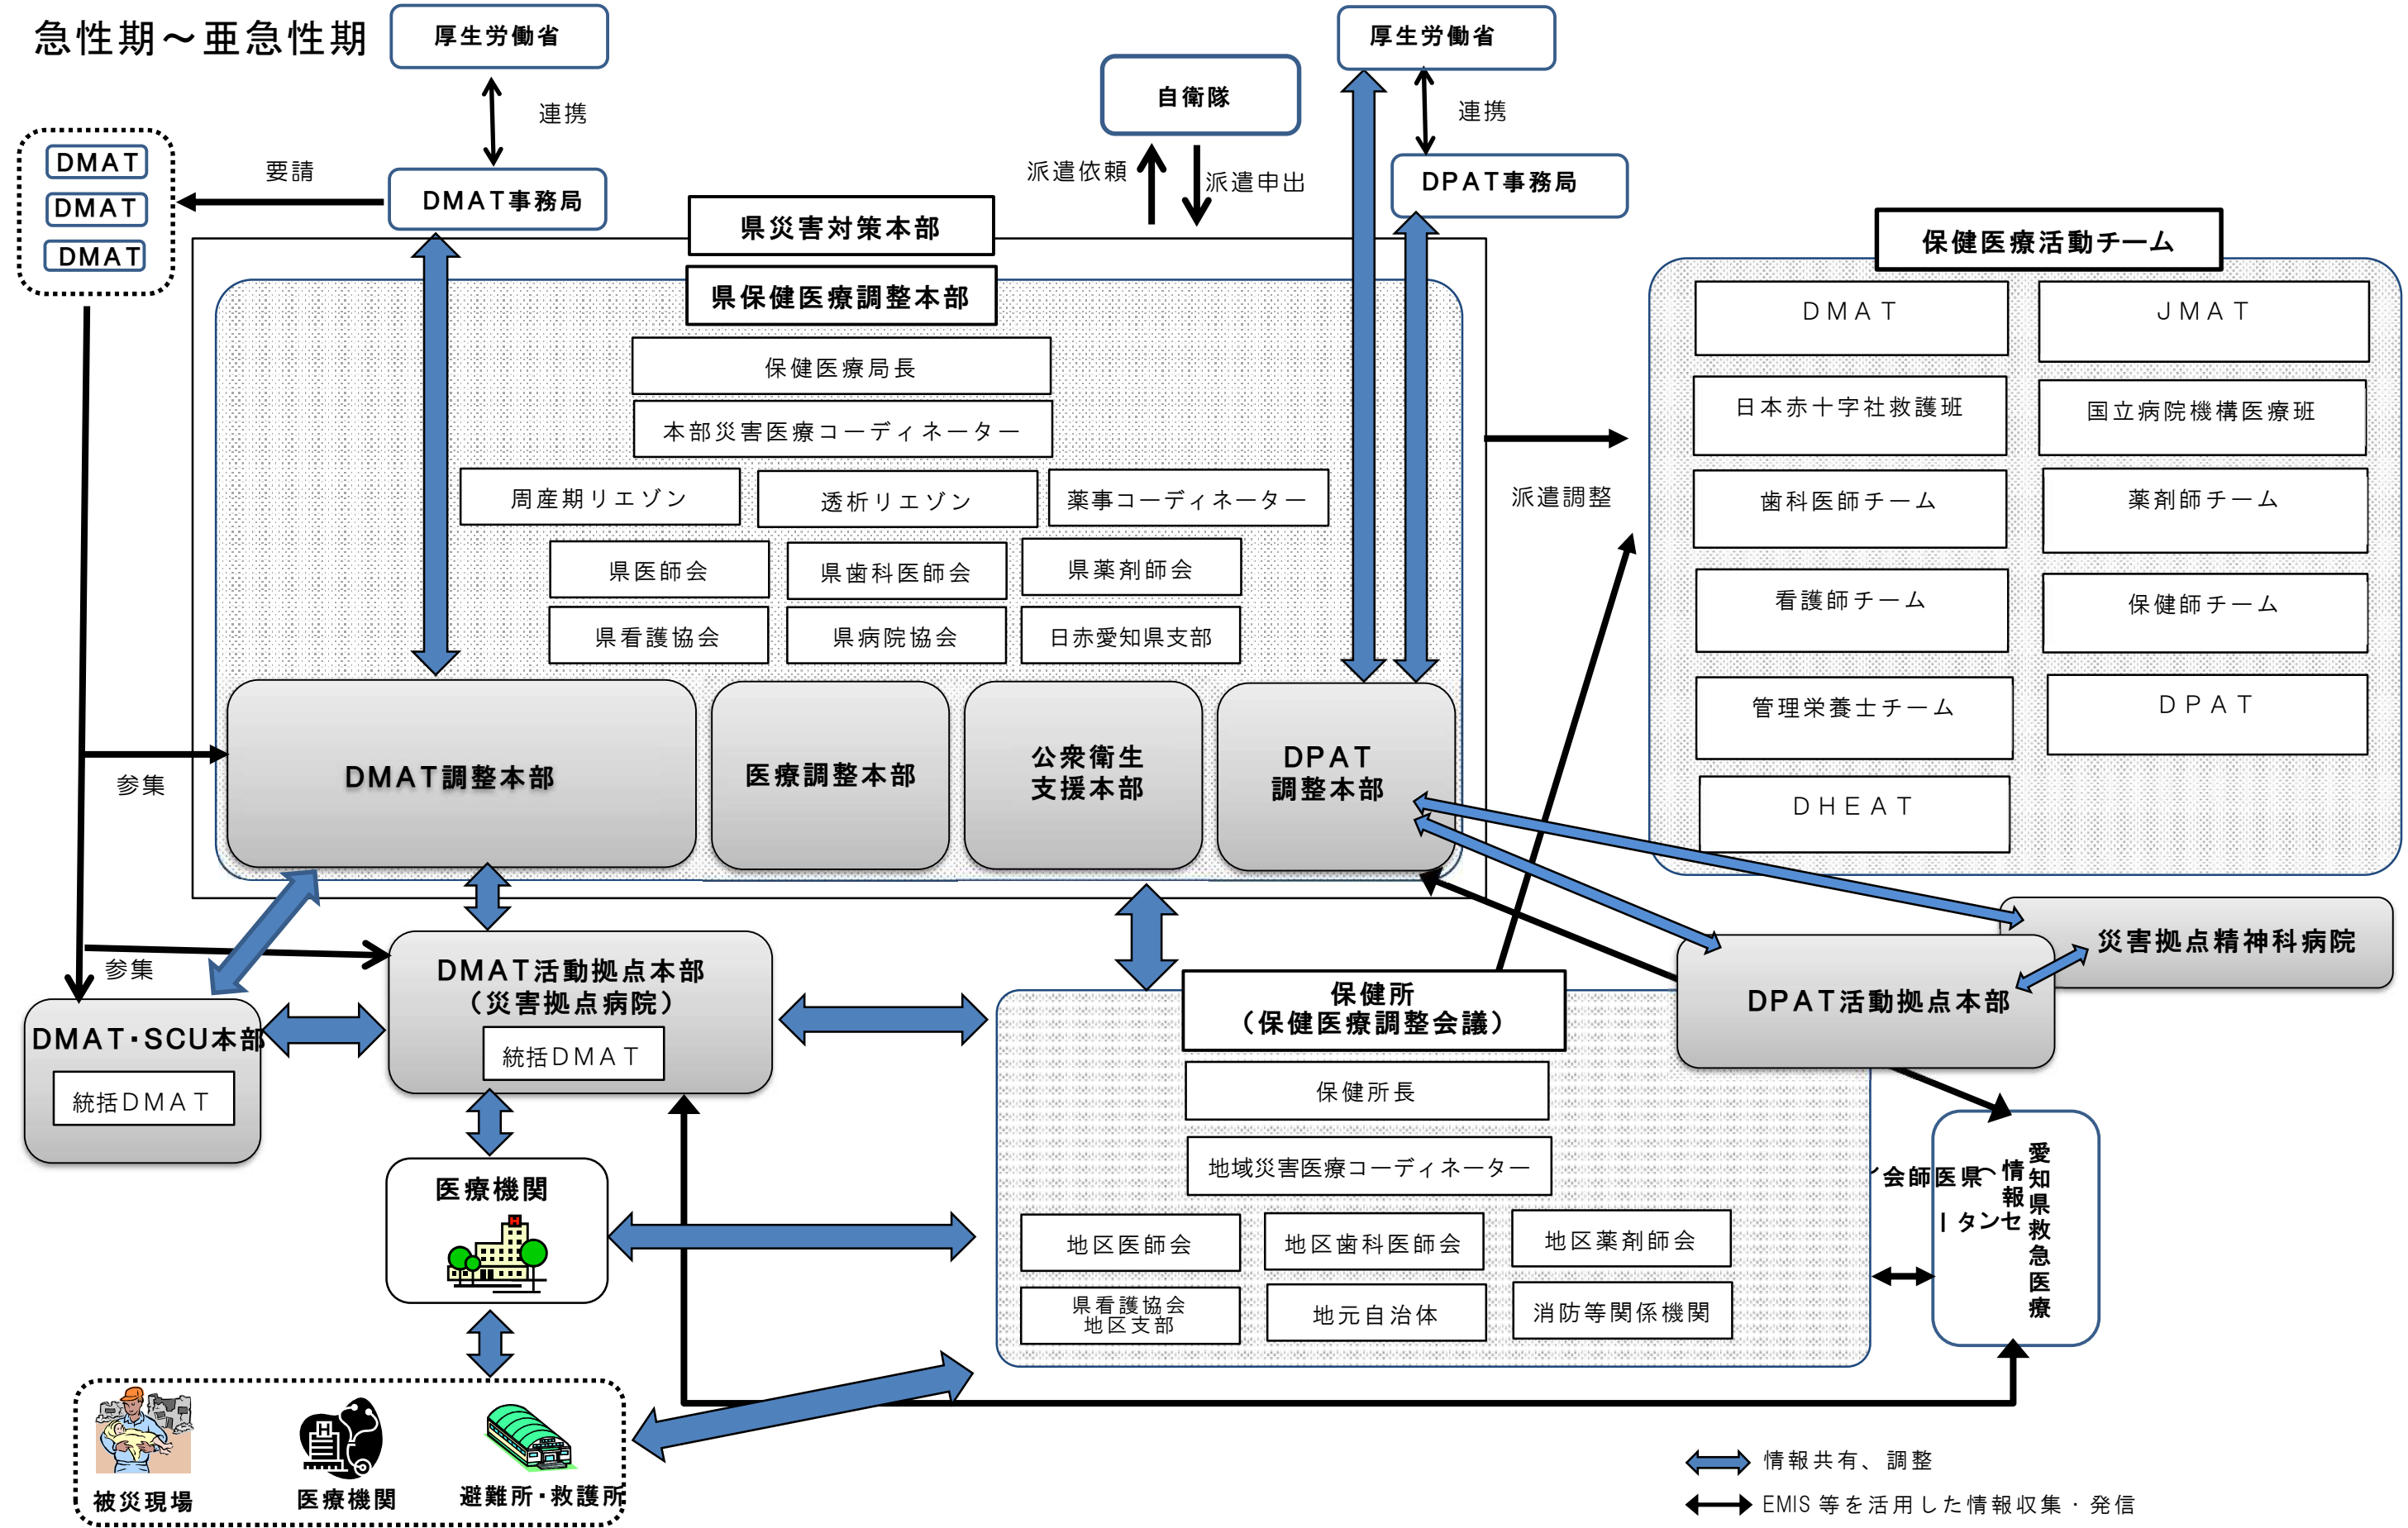 急性期～亜急性期
厚生労働省
連携
DMAT事務局
要請
DMAT
DMAT
DMAT
自衛隊
派遣依頼
派遣申出
厚生労働省
連携
DPAT事務局
県災害対策本部
県保健医療調整本部
保健医療局長
本部災害医療コーディネーター
周産期リエゾン
透析リエゾン
薬事コーディネーター
県医師会
県歯科医師会
県薬剤師会
県看護協会
県病院協会
日赤愛知県支部
DMAT調整本部
医療調整本部
公衆衛生
支援本部
DPAT
調整本部
派遣調整
保健医療活動チーム
ＤＭＡＴ
ＪＭＡＴ
日本赤十字社救護班
国立病院機構医療班
歯科医師チーム
薬剤師チーム
看護師チーム
保健師チーム
管理栄養士チーム
ＤＰＡＴ
ＤＨＥＡＴ
参集
参集
DMAT・SCU本部
統括ＤＭＡＴ
DMAT活動拠点本部
（災害拠点病院）
統括ＤＭＡＴ
医療機関
保健所
（保健医療調整会議）
保健所長
地域災害医療コーディネーター
地区医師会
地区歯科医師会
地区薬剤師会
県看護協会
地区支部
地元自治体
消防等関係機関
災害拠点精神科病院
DPAT活動拠点本部
愛知県救急医療
情報センター
（県医師会）
被災現場
医療機関
避難所・救護所
情報共有、調整
EMIS 等を活用した情報収集・発信